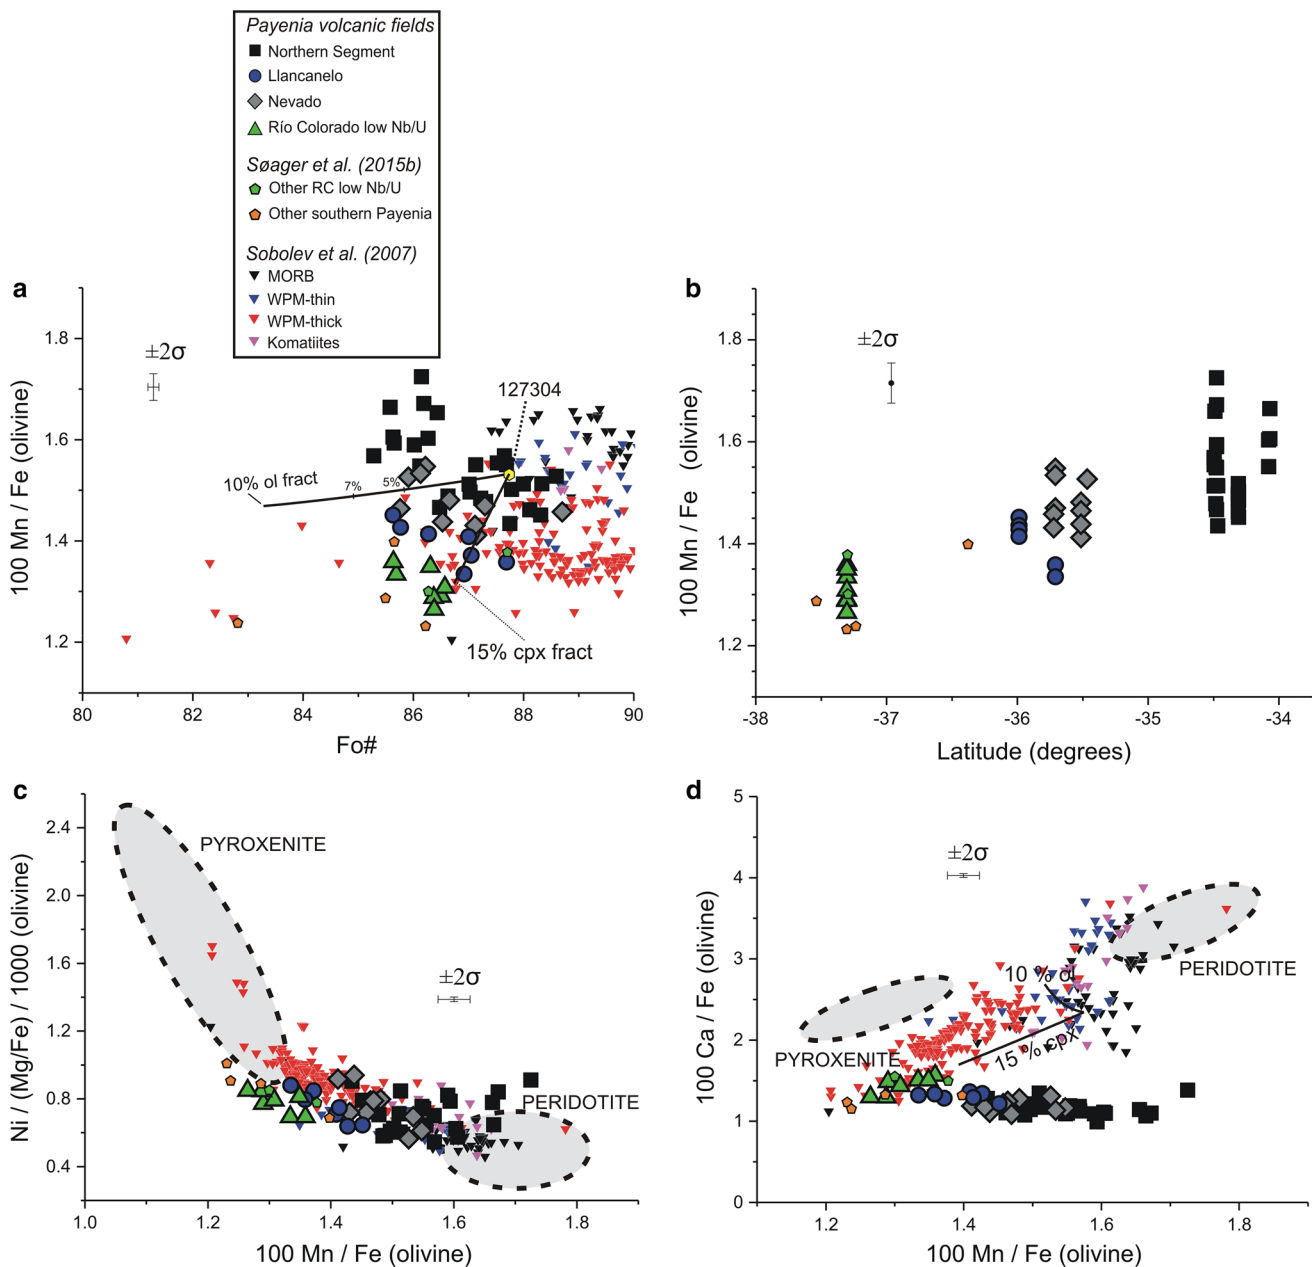 Payenia volcanic fields
Northern Segment
Llancanelo
Nevado
Río Colorado low Nb/U
Søager et al. (2015b)
Other RC low Nb/U
Other southern Payenia
Sobolev et al. (2007)
MORB
WPM-thin
WPM-thick
Komatiites
a
100 Mn / Fe (olivine)
1.8
1.6
1.4
1.2
±2σ
127304
10% ol fract
7%
5%
15% cpx fract
80
82
84
86
88
90
Fo#
b
100 Mn / Fe (olivine)
1.8
1.6
1.4
1.2
±2σ
-38
-37
-36
-35
-34
Latitude (degrees)
c
Ni / (Mg/Fe) / 1000 (olivine)
2.4
2.0
1.6
1.2
0.8
0.4
PYROXENITE
±2σ
PERIDOTITE
1.0
1.2
1.4
1.6
1.8
100 Mn / Fe (olivine)
d
100 Ca / Fe (olivine)
5
4
3
2
1
0
±2σ
10 % ol
PERIDOTITE
PYROXENITE
15 % cpx
1.2
1.4
1.6
1.8
100 Mn / Fe (olivine)